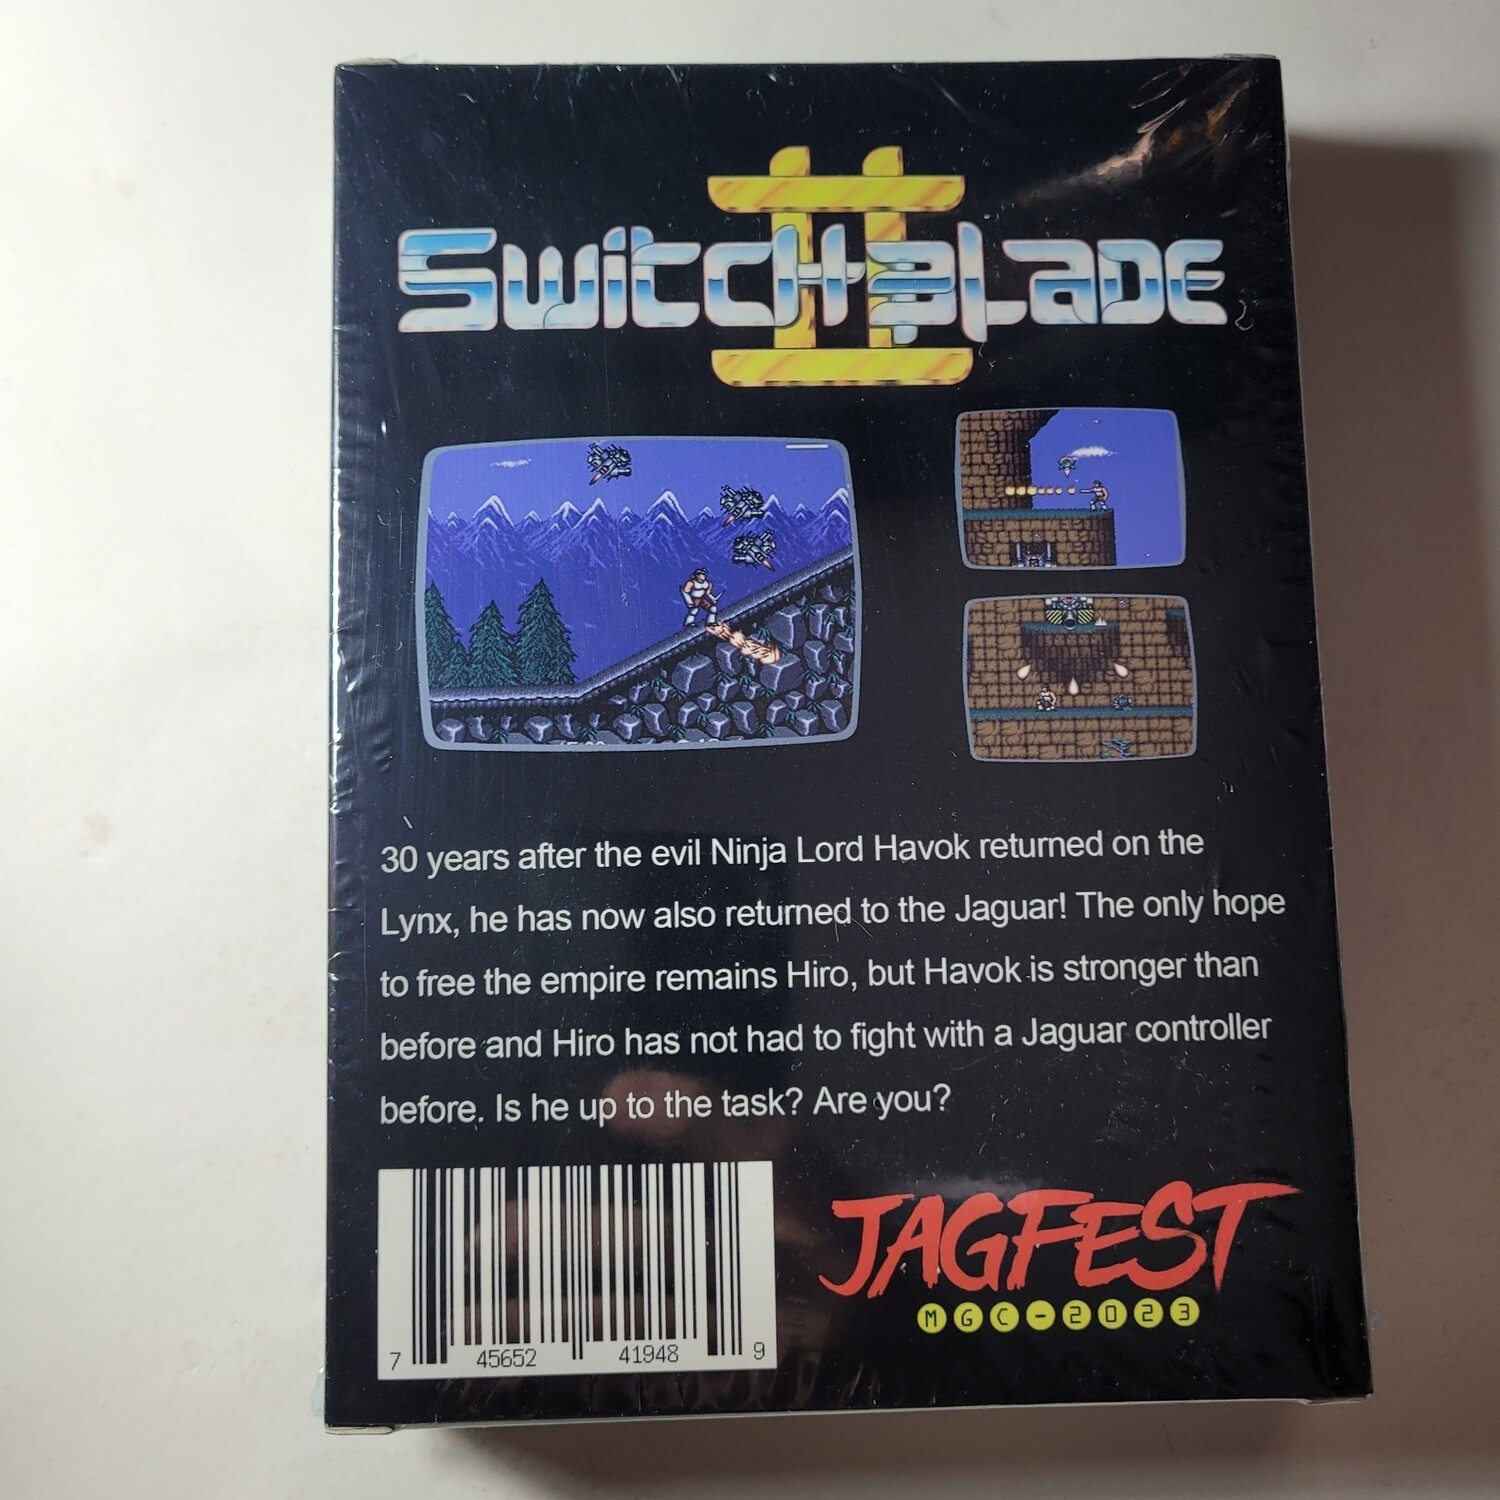 SWITCHBLADE
II
30 years after the evil Ninja Lord Havok returned on the
Lynx, he has now also returned to the Jaguar! The only hope
to free the empire remains Hiro, but Havok is stronger than
before and Hiro has not had to fight with a Jaguar controller
before. Is he up to the task? Are you?
7 45652 41948 9
JAGFEST
MGC-2023